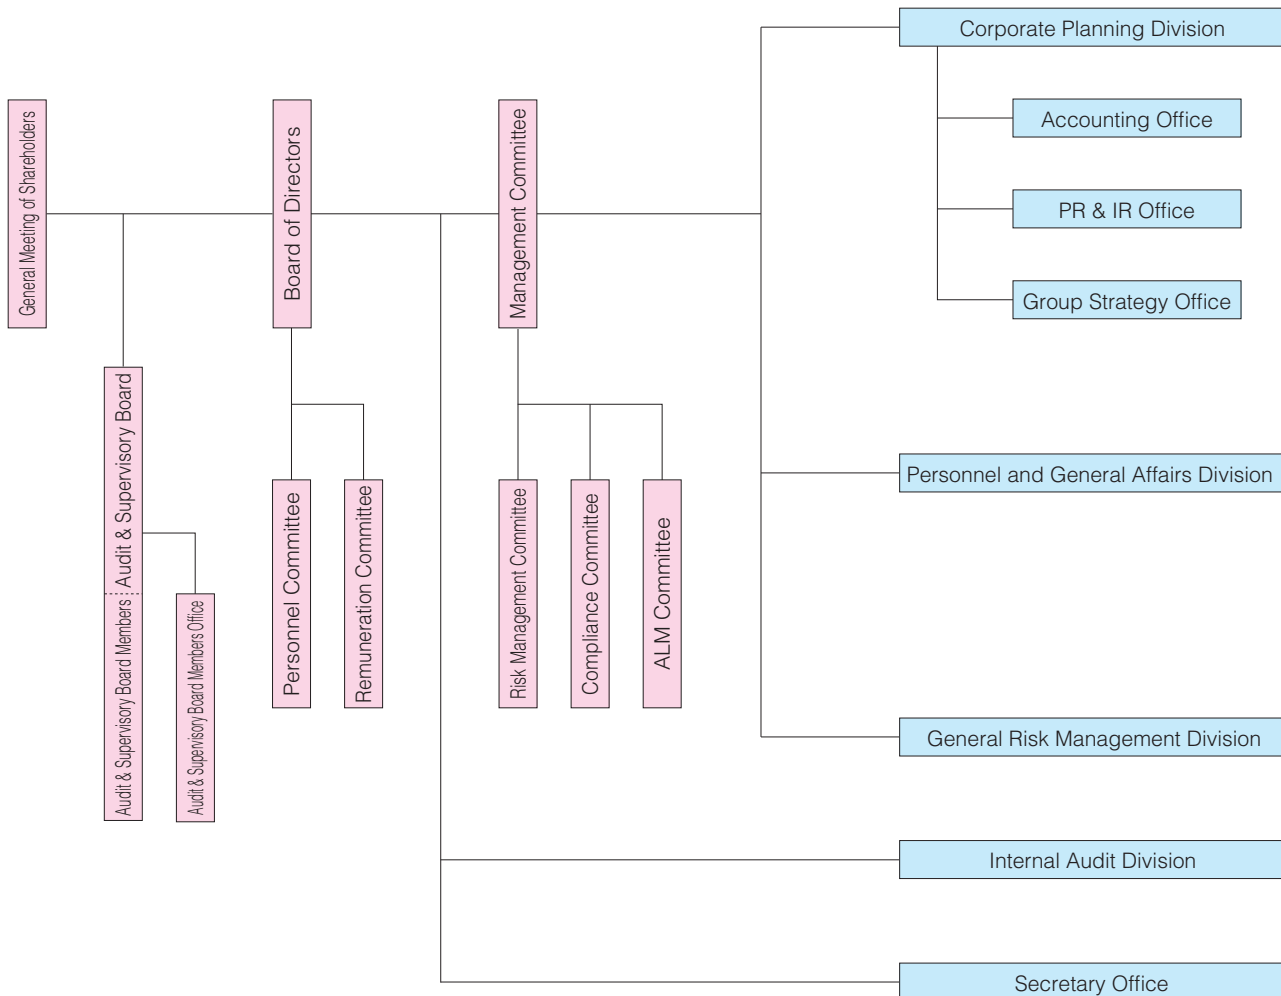 General Meeting of Shareholders
Audit & Supervisory Board
Audit & Supervisory Board Members
Audit & Supervisory Board Members Office
Board of Directors
Personnel Committee
Remuneration Committee
Management Committee
Risk Management Committee
Compliance Committee
ALM Committee
Corporate Planning Division
Accounting Office
PR & IR Office
Group Strategy Office
Personnel and General Affairs Division
General Risk Management Division
Internal Audit Division
Secretary Office